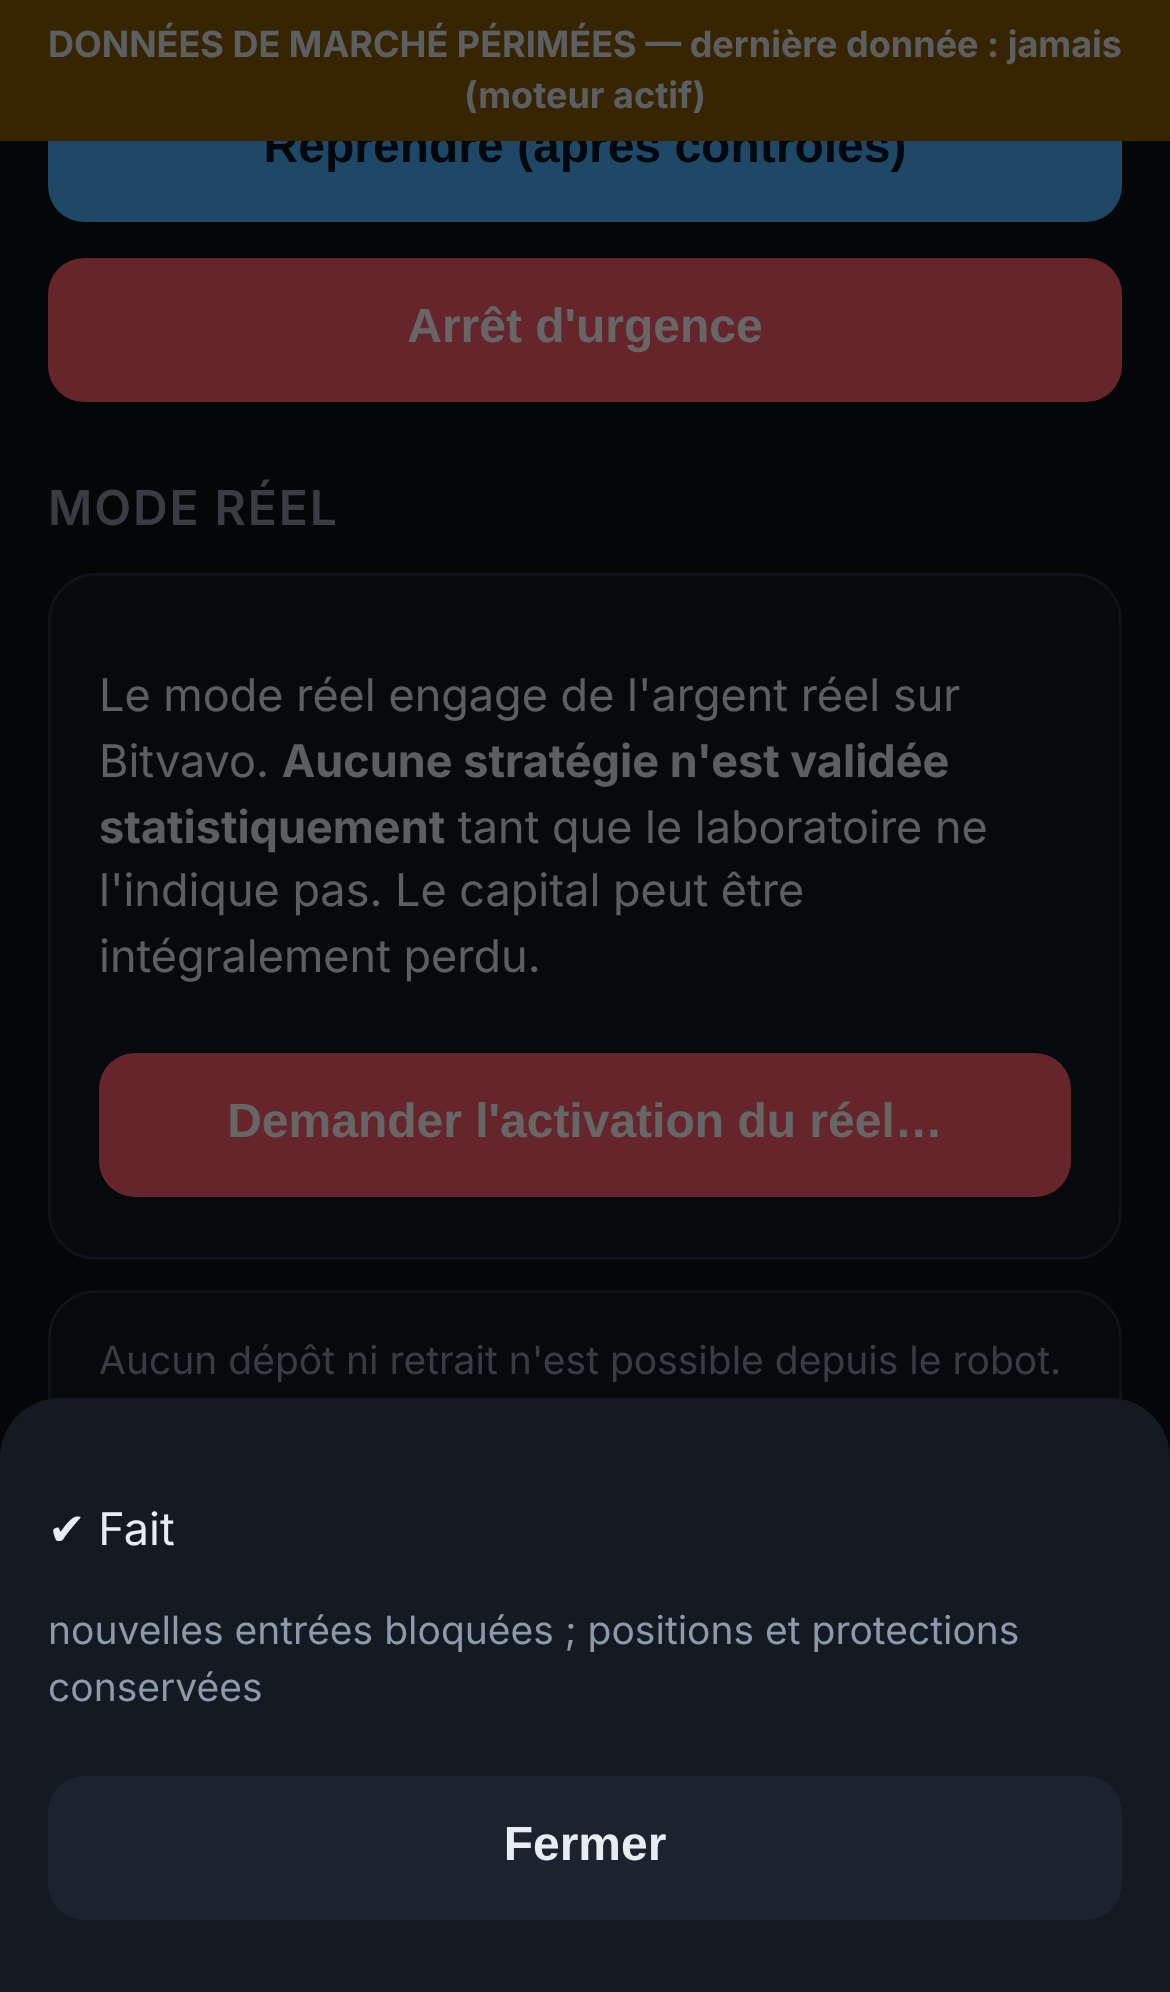 DONNÉES DE MARCHÉ PÉRIMÉES — dernière donnée : jamais
(moteur actif)
Reprendre (après contrôles)
Arrêt d'urgence
MODE RÉEL
Le mode réel engage de l'argent réel sur
Bitvavo. Aucune stratégie n'est validée
statistiquement tant que le laboratoire ne
l'indique pas. Le capital peut être
intégralement perdu.
Demander l'activation du réel…
Aucun dépôt ni retrait n'est possible depuis le robot.
✔ Fait
nouvelles entrées bloquées ; positions et protections
conservées
Fermer